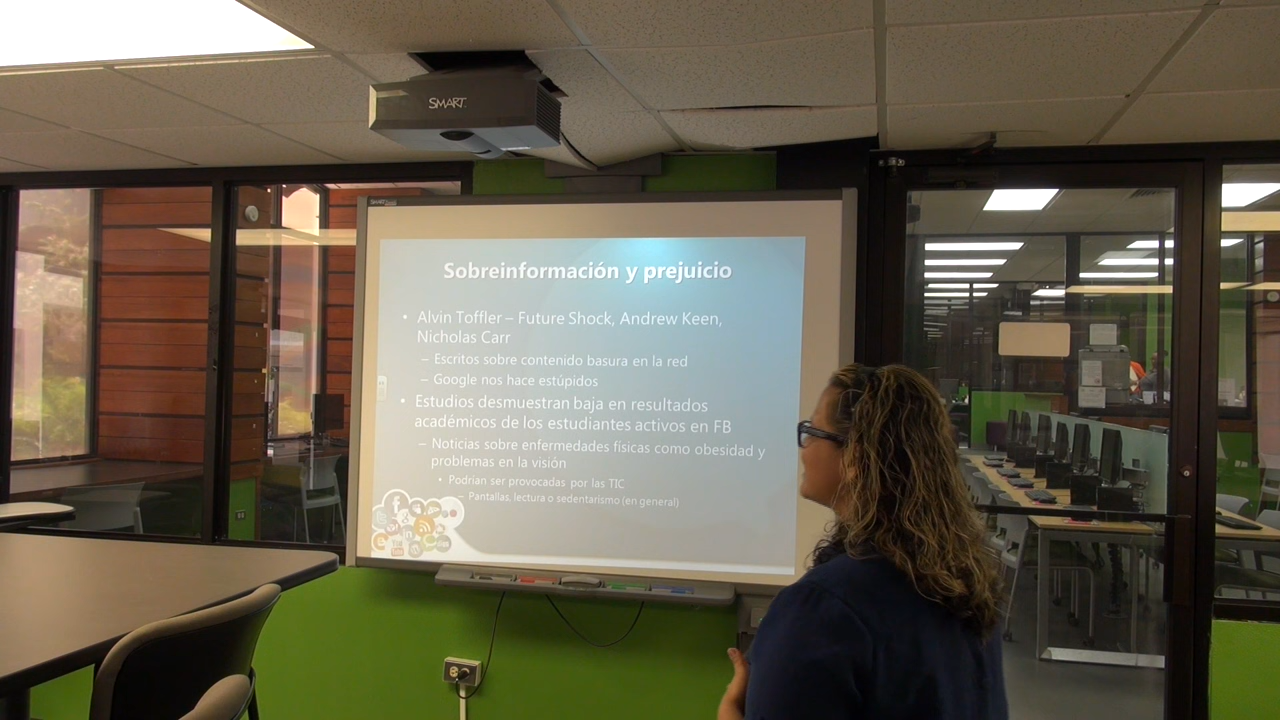 SMART
SMART
Sobreinformación y prejuicio
• Alvin Toffler – Future Shock, Andrew Keen,
Nicholas Carr
– Escritos sobre contenido basura en la red
– Google nos hace estúpidos
• Estudios desmuestran baja en resultados
académicos de los estudiantes activos en FB
– Noticias sobre enfermedades físicas como obesidad y
problemas en la visión
• Podrían ser provocadas por las TIC
– Pantallas, lectura o sedentarismo (en general)